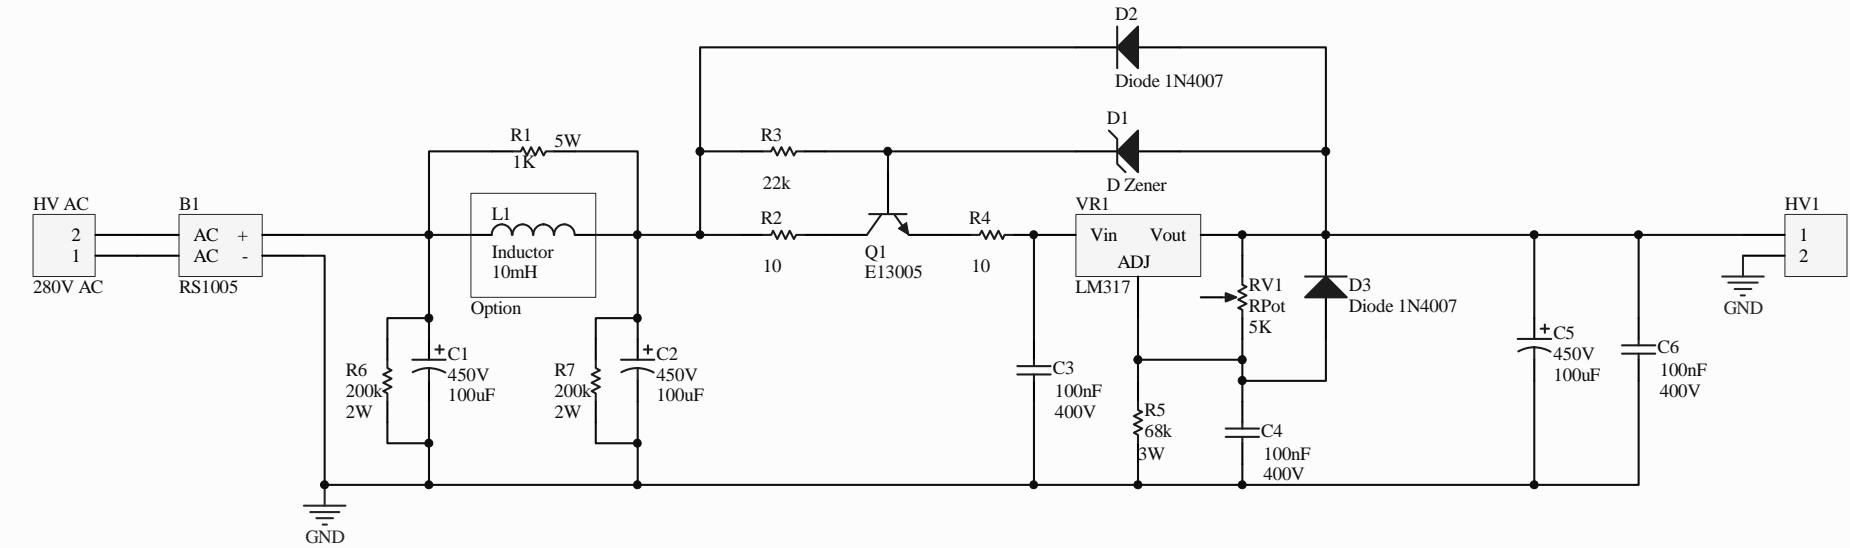 D2
Diode 1N4007
D1
D Zener
R1
5W
1K
R3
22k
HV AC
2
1
280V AC
B1
AC +
AC -
RS1005
L1
Inductor
10mH
Option
R2
10
Q1
E13005
R4
10
VR1
Vin Vout
ADJ
LM317
RV1
RPot
5K
D3
Diode 1N4007
HV1
1
2
GND
R6
200k
2W
C1
450V
100uF
R7
200k
2W
C2
450V
100uF
C3
100nF
400V
R5
68k
3W
C4
100nF
400V
C5
450V
100uF
C6
100nF
400V
GND